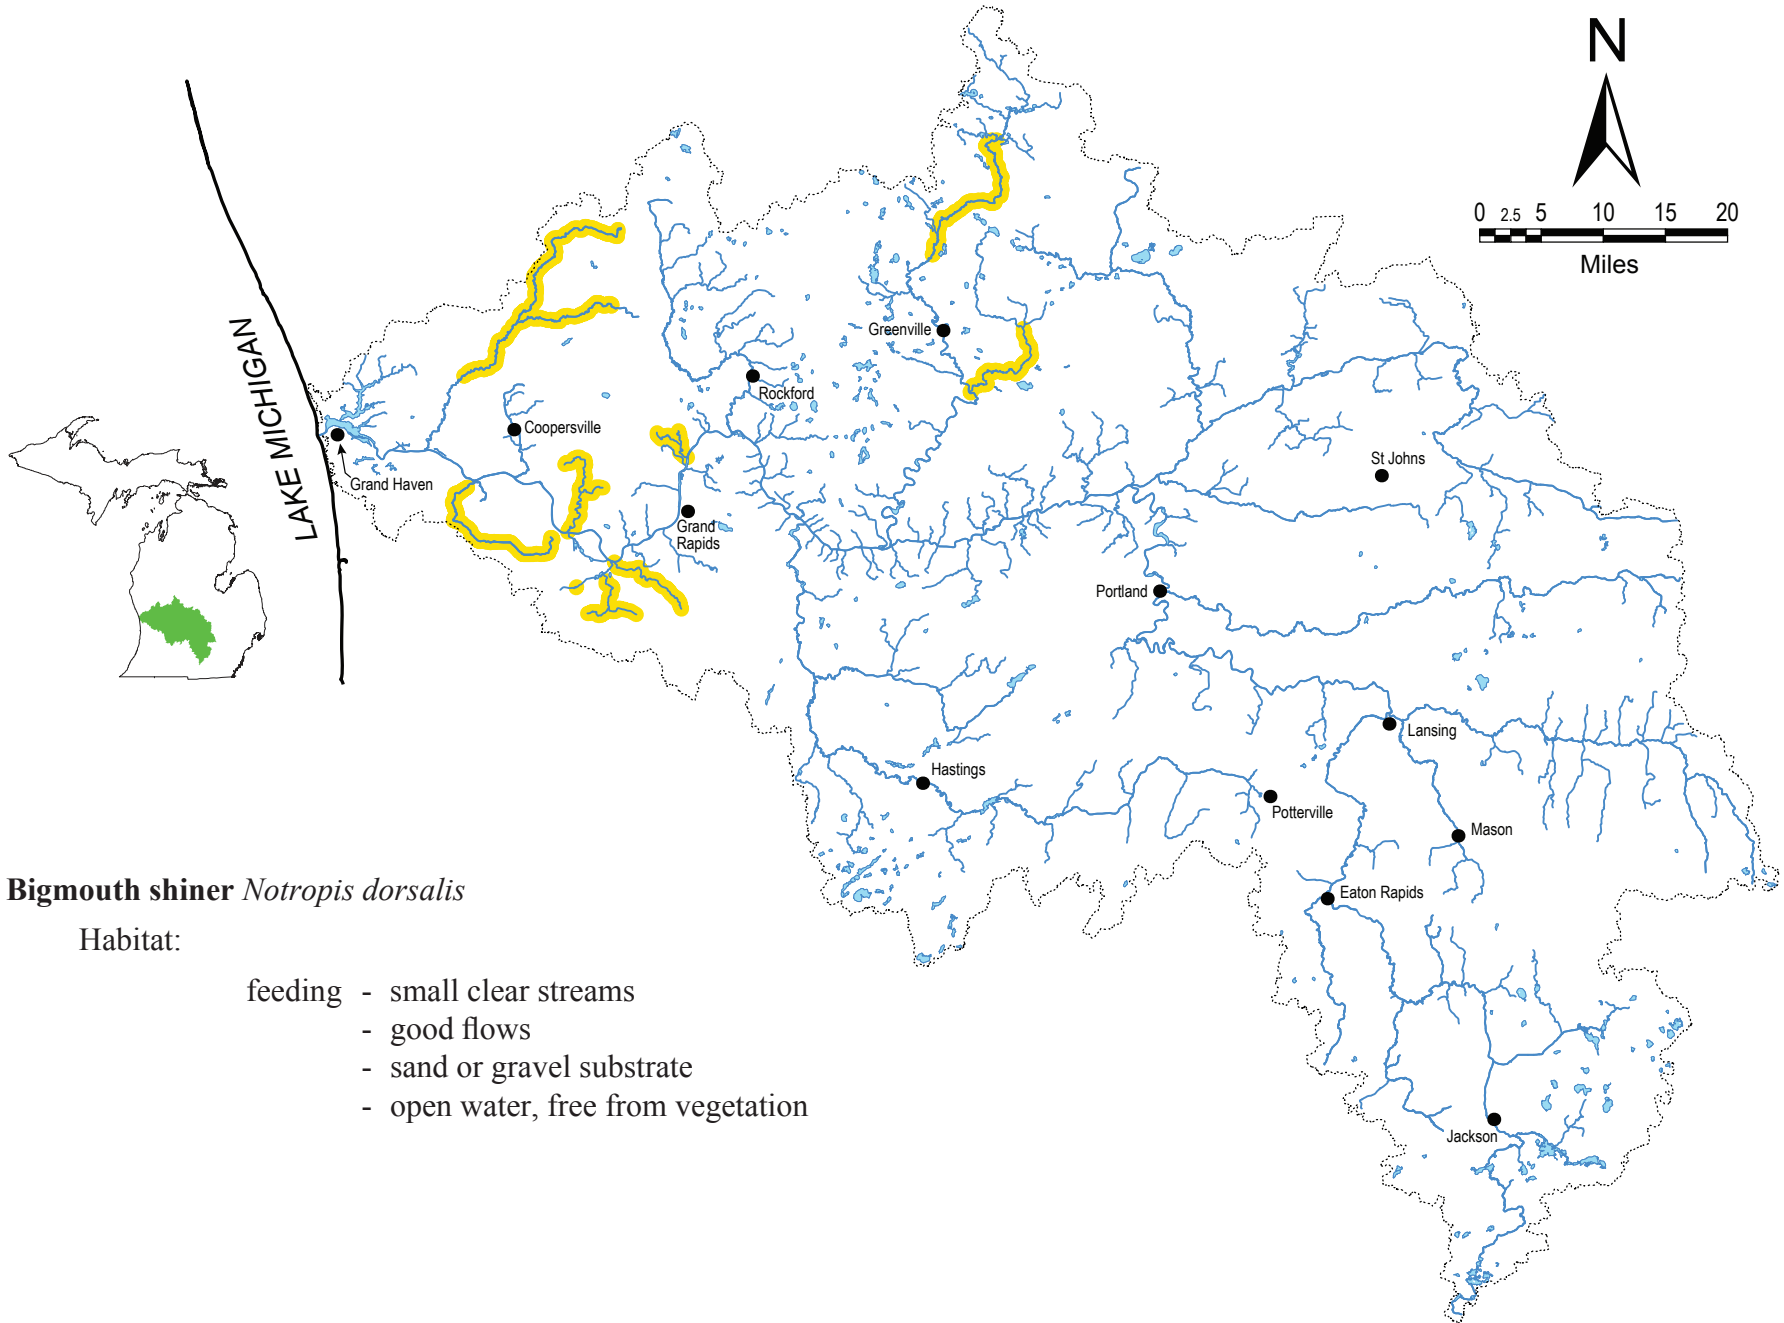 N
0 2.5 5 10 15 20
Miles
LAKE MICHIGAN
Greenville
Rockford
Coopersville
St Johns
Grand Haven
Grand
Rapids
Portland
Lansing
Hastings
Potterville
Mason
Eaton Rapids
Jackson
Bigmouth shiner Notropis dorsalis
Habitat:
feeding - small clear streams
- good flows
- sand or gravel substrate
- open water, free from vegetation